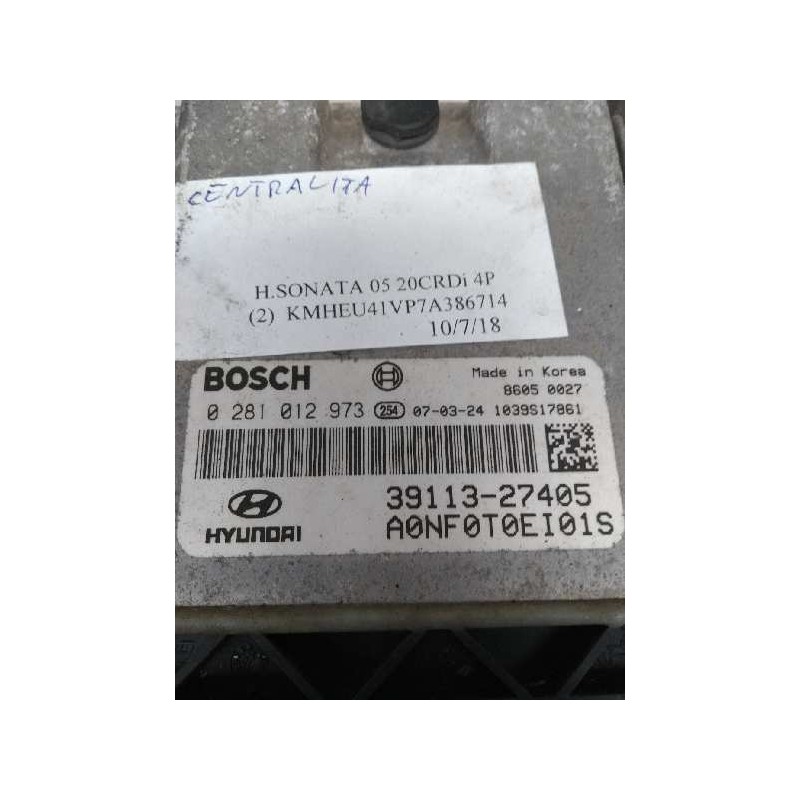 CENTRALITA
H.SONATA 05 20CRDi 4P
(2) KMHEU41VP7A386714
10/7/18
BOSCH
Made in Korea
8605 0027
0 281 012 973 254 07-03-24 1039S17861
39113-27405
HYUNDAI
A0NF0T0EI01S